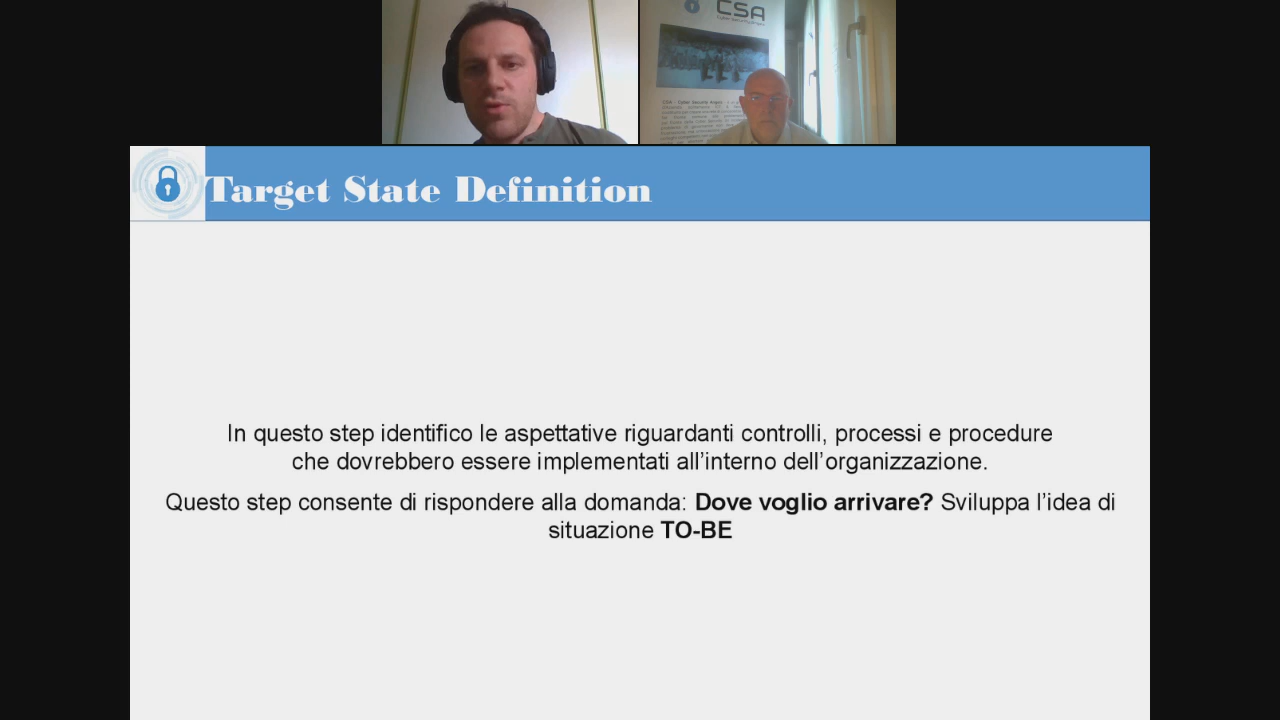 CSA
Target State Definition
In questo step identifico le aspettative riguardanti controlli, processi e procedure
che dovrebbero essere implementati all’interno dell’organizzazione.
Questo step consente di rispondere alla domanda: Dove voglio arrivare? Sviluppa l’idea di
situazione TO-BE